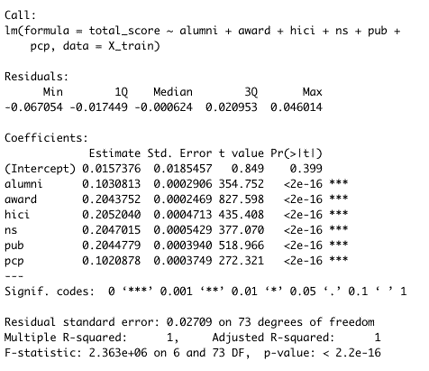 Call:
lm(formula = total_score ~ alumni + award + hici + ns + pub +
    pcp, data = X_train)

Residuals:
      Min        1Q    Median        3Q       Max
-0.067054 -0.017449 -0.000624  0.020953  0.046014

Coefficients:
             Estimate Std. Error t value Pr(>|t|)
(Intercept) 0.0157376  0.0185457   0.849    0.399
alumni      0.1030813  0.0002906 354.752   <2e-16 ***
award       0.2043752  0.0002469 827.598   <2e-16 ***
hici        0.2052040  0.0004713 435.408   <2e-16 ***
ns          0.2047015  0.0005429 377.070   <2e-16 ***
pub         0.2044779  0.0003940 518.966   <2e-16 ***
pcp         0.1020878  0.0003749 272.321   <2e-16 ***
---
Signif. codes:  0 ‘***’ 0.001 ‘**’ 0.01 ‘*’ 0.05 ‘.’ 0.1 ‘ ’ 1

Residual standard error: 0.02709 on 73 degrees of freedom
Multiple R-squared:      1,	Adjusted R-squared:      1
F-statistic: 2.363e+06 on 6 and 73 DF,  p-value: < 2.2e-16